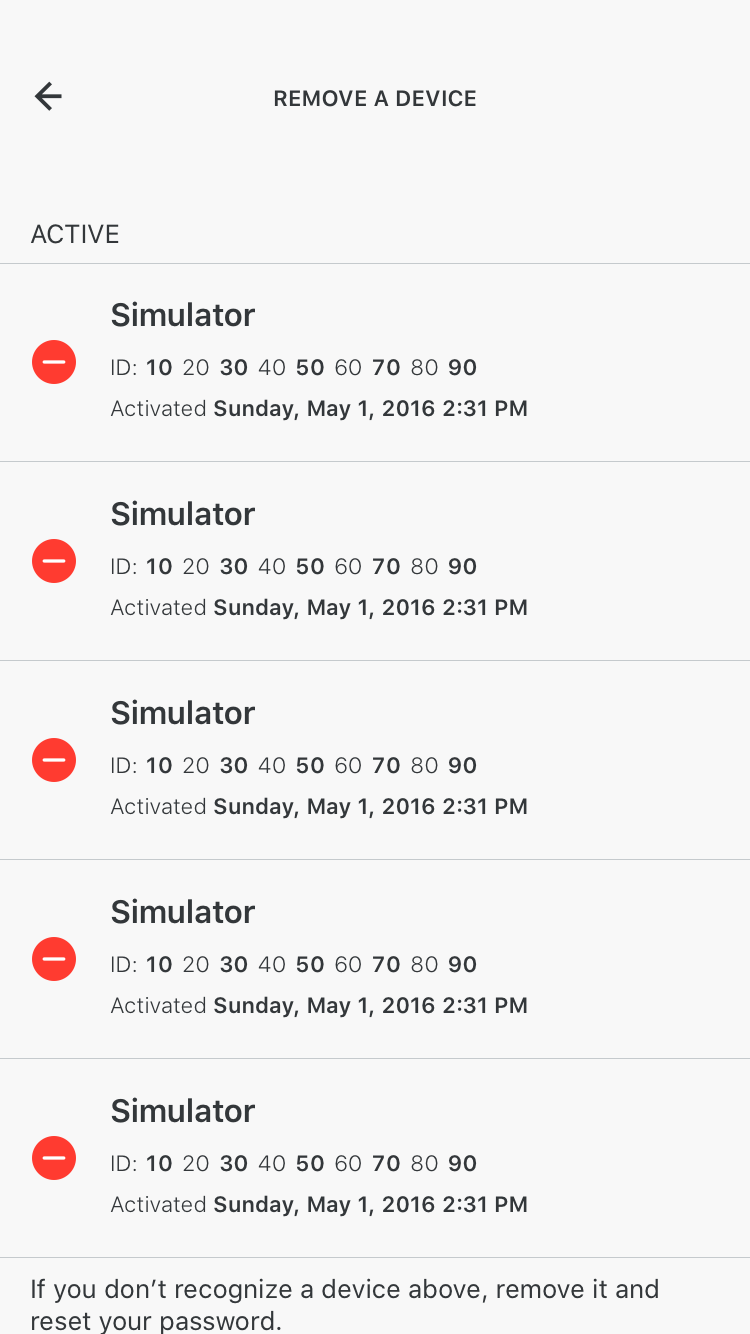 REMOVE A DEVICE
ACTIVE
Simulator
ID: 10 20 30 40 50 60 70 80 90
Activated Sunday, May 1, 2016 2:31 PM
Simulator
ID: 10 20 30 40 50 60 70 80 90
Activated Sunday, May 1, 2016 2:31 PM
Simulator
ID: 10 20 30 40 50 60 70 80 90
Activated Sunday, May 1, 2016 2:31 PM
Simulator
ID: 10 20 30 40 50 60 70 80 90
Activated Sunday, May 1, 2016 2:31 PM
Simulator
ID: 10 20 30 40 50 60 70 80 90
Activated Sunday, May 1, 2016 2:31 PM
If you don’t recognize a device above, remove it and
reset your password.